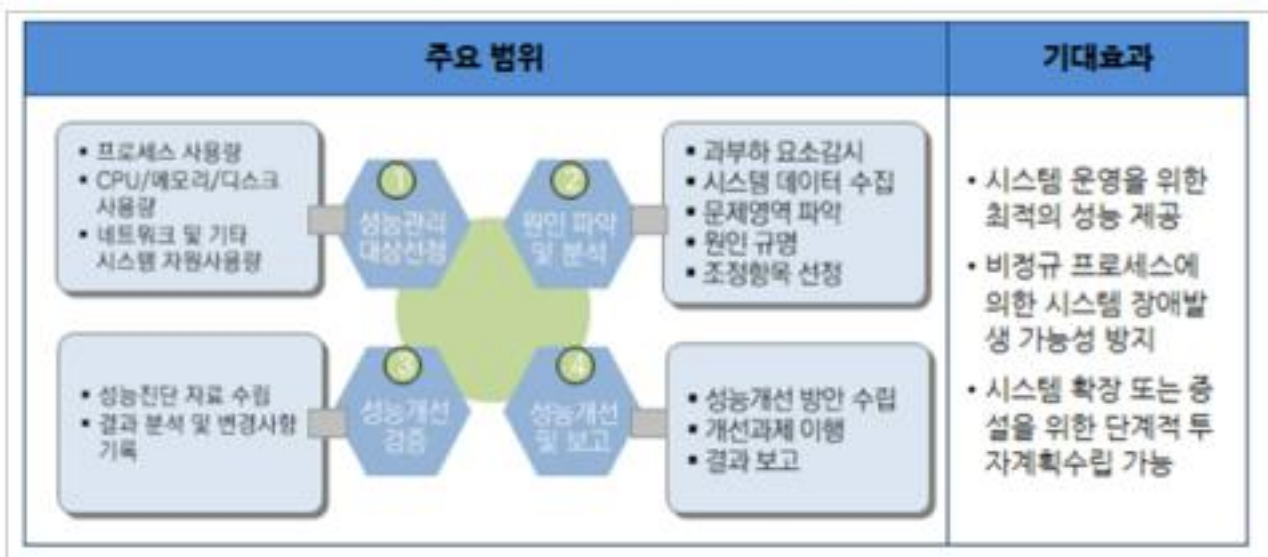 주요 범위
기대효과
▪ 프로세스 사용량
▪ CPU/메모리/디스크
사용량
▪ 네트워크 및 기타
시스템 자원사용량
1
성능관리
대상선정
2
원인 파악
및 분석
▪ 과부하 요소감시
▪ 시스템 데이터 수집
▪ 문제영역 파악
▪ 원인 규명
▪ 조정항목 선정
▪ 성능진단 자료 수립
▪ 결과 분석 및 변경사항
기록
3
성능개선
검증
4
성능개선
및 보고
▪ 성능개선 방안 수립
▪ 개선과제 이행
▪ 결과 보고
• 시스템 운영을 위한
최적의 성능 제공
• 비정규 프로세스에
의한 시스템 장애발
생 가능성 방지
• 시스템 확장 또는 증
설을 위한 단계적 투
자계획수립 가능